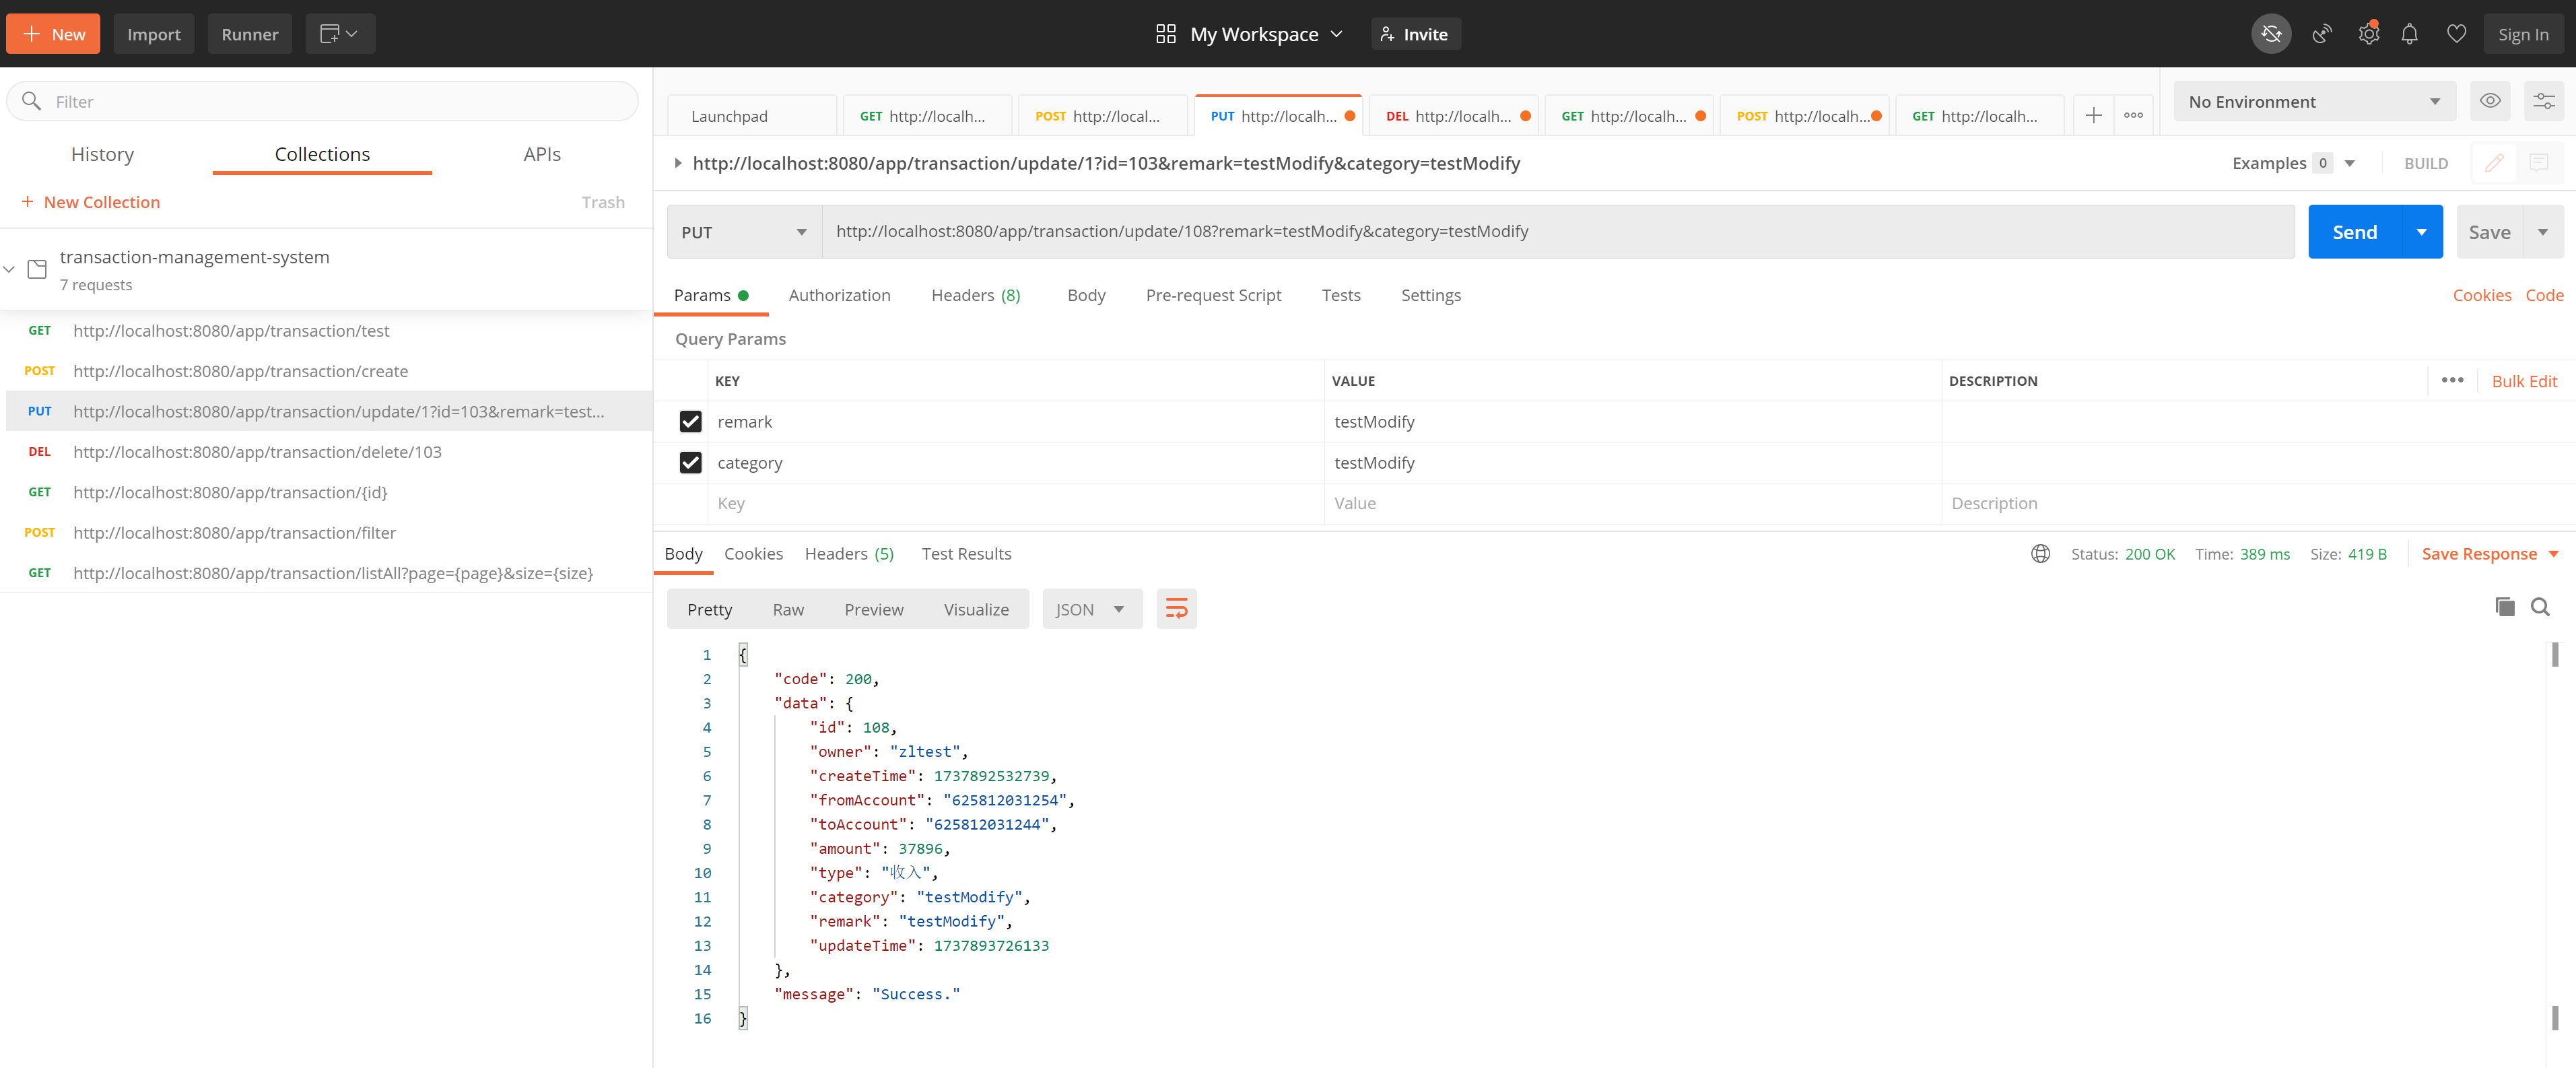 New Import Runner My Workspace Invite Sign In
Filter
History Collections APIs
+ New Collection Trash
transaction-management-system
7 requests
GET http://localhost:8080/app/transaction/test
POST http://localhost:8080/app/transaction/create
PUT http://localhost:8080/app/transaction/update/1?id=103&remark=test...
DEL http://localhost:8080/app/transaction/delete/103
GET http://localhost:8080/app/transaction/{id}
POST http://localhost:8080/app/transaction/filter
GET http://localhost:8080/app/transaction/listAll?page={page}&size={size}
Launchpad GET http://localh... POST http://local... PUT http://localh... DEL http://localh... GET http://localh... POST http://localh... GET http://localh... No Environment
http://localhost:8080/app/transaction/update/1?id=103&remark=testModify&category=testModify Examples 0 BUILD
PUT http://localhost:8080/app/transaction/update/108?remark=testModify&category=testModify Send Save
Params Authorization Headers (8) Body Pre-request Script Tests Settings Cookies Code
Query Params
KEY VALUE DESCRIPTION ••• Bulk Edit
remark testModify
category testModify
Key Value Description
Body Cookies Headers (5) Test Results Status: 200 OK Time: 389 ms Size: 419 B Save Response
Pretty Raw Preview Visualize JSON
1 {
2 "code": 200,
3 "data": {
4 "id": 108,
5 "owner": "zltest",
6 "createTime": 1737892532739,
7 "fromAccount": "625812031254",
8 "toAccount": "625812031244",
9 "amount": 37896,
10 "type": "收入",
11 "category": "testModify",
12 "remark": "testModify",
13 "updateTime": 1737893726133
14 },
15 "message": "Success."
16 }